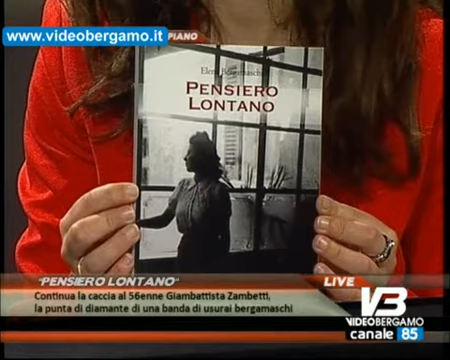 www.videobergamo.it
PIANO
Elena Bergamaschi
PENSIERO
LONTANO
"PENSIERO LONTANO"
LIVE
Continua la caccia al 56enne Giambattista Zambetti,
la punta di diamante di una banda di usurai bergamaschi
VB
VIDEOBERGAMO
canale 85